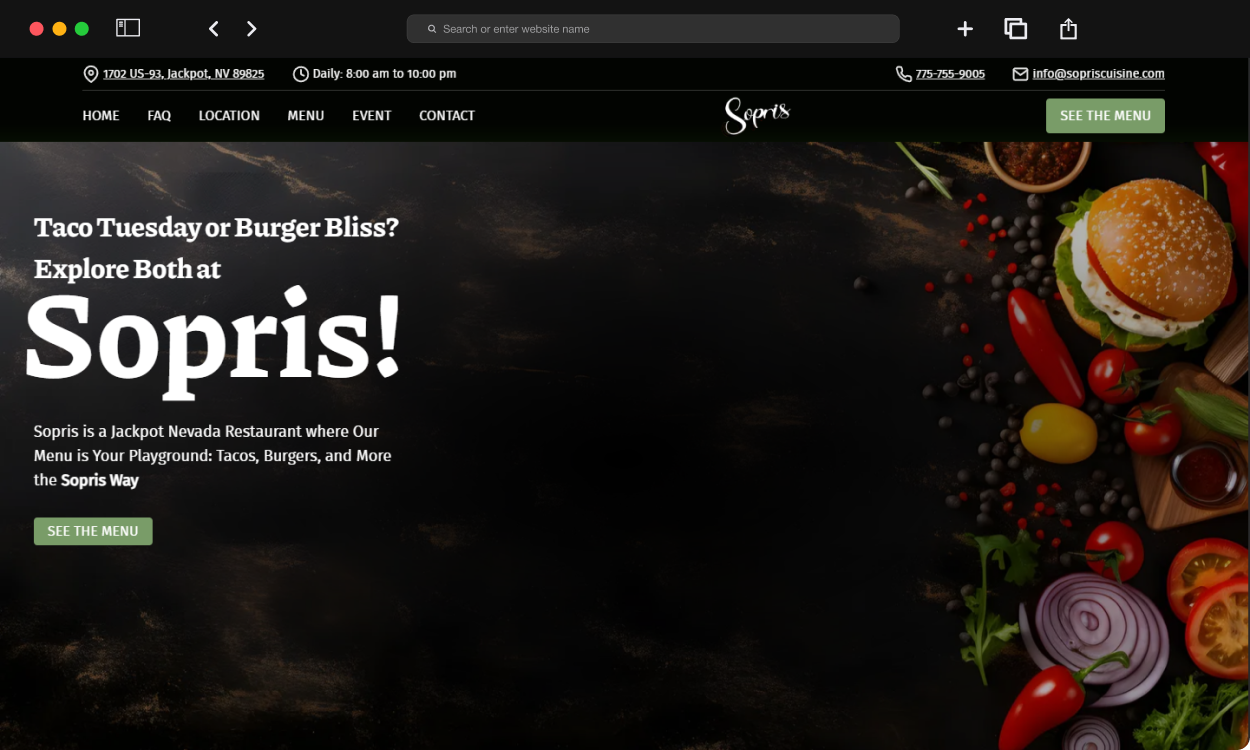 Search or enter website name
1702 US-93, Jackpot, NV 89825 Daily: 8:00 am to 10:00 pm 775-755-9005 info@sopriscuisine.com
HOME FAQ LOCATION MENU EVENT CONTACT Sopris SEE THE MENU
Taco Tuesday or Burger Bliss?
Explore Both at
Sopris!
Sopris is a Jackpot Nevada Restaurant where Our
Menu is Your Playground: Tacos, Burgers, and More
the Sopris Way
SEE THE MENU